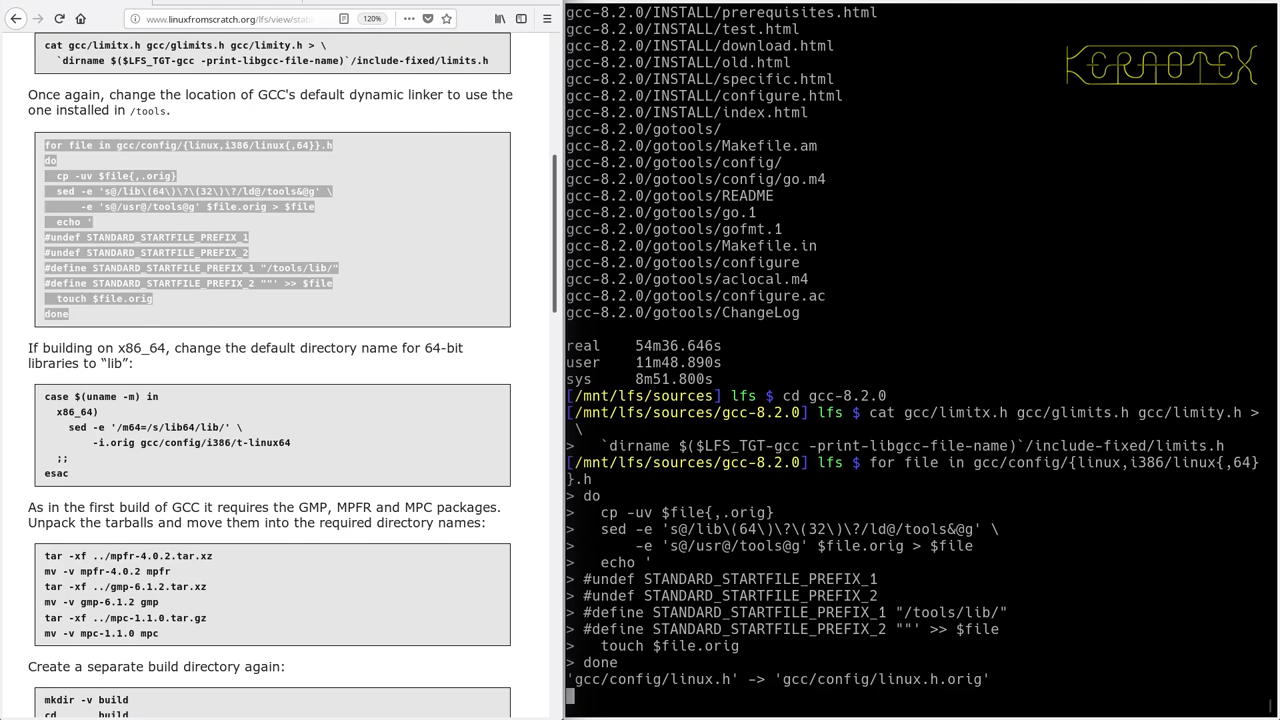 www.linuxfromscratch.org/lfs/view/stabl
120%
cat gcc/limitx.h gcc/glimits.h gcc/limity.h > \
`dirname $($LFS_TGT-gcc -print-libgcc-file-name)`/include-fixed/limits.h
Once again, change the location of GCC's default dynamic linker to use the
one installed in /tools.
for file in gcc/config/{linux,i386/linux{,64}}.h
do
cp -uv $file{,.orig}
sed -e 's@/lib\(64\)\?\(32\)\?/ld@/tools&@g' \
-e 's@/usr@/tools@g' $file.orig > $file
echo '
#undef STANDARD_STARTFILE_PREFIX_1
#undef STANDARD_STARTFILE_PREFIX_2
#define STANDARD_STARTFILE_PREFIX_1 "/tools/lib/"
#define STANDARD_STARTFILE_PREFIX_2 ""' >> $file
touch $file.orig
done
If building on x86_64, change the default directory name for 64-bit
libraries to “lib”:
case $(uname -m) in
x86_64)
sed -e '/m64=/s/lib64/lib/' \
-i.orig gcc/config/i386/t-linux64
;;
esac
As in the first build of GCC it requires the GMP, MPFR and MPC packages.
Unpack the tarballs and move them into the required directory names:
tar -xf ../mpfr-4.0.2.tar.xz
mv -v mpfr-4.0.2 mpfr
tar -xf ../gmp-6.1.2.tar.xz
mv -v gmp-6.1.2 gmp
tar -xf ../mpc-1.1.0.tar.gz
mv -v mpc-1.1.0 mpc
Create a separate build directory again:
mkdir -v build
cd       build
gcc-8.2.0/INSTALL/prerequisites.html
gcc-8.2.0/INSTALL/test.html
gcc-8.2.0/INSTALL/download.html
gcc-8.2.0/INSTALL/old.html
gcc-8.2.0/INSTALL/specific.html
gcc-8.2.0/INSTALL/configure.html
gcc-8.2.0/INSTALL/index.html
gcc-8.2.0/gotools/
gcc-8.2.0/gotools/Makefile.am
gcc-8.2.0/gotools/config/
gcc-8.2.0/gotools/config/go.m4
gcc-8.2.0/gotools/README
gcc-8.2.0/gotools/go.1
gcc-8.2.0/gotools/gofmt.1
gcc-8.2.0/gotools/Makefile.in
gcc-8.2.0/gotools/configure
gcc-8.2.0/gotools/aclocal.m4
gcc-8.2.0/gotools/configure.ac
gcc-8.2.0/gotools/ChangeLog
real    54m36.646s
user    11m48.890s
sys     8m51.800s
[/mnt/lfs/sources] lfs $ cd gcc-8.2.0
[/mnt/lfs/sources/gcc-8.2.0] lfs $ cat gcc/limitx.h gcc/glimits.h gcc/limity.h >
\
>   `dirname $($LFS_TGT-gcc -print-libgcc-file-name)`/include-fixed/limits.h
[/mnt/lfs/sources/gcc-8.2.0] lfs $ for file in gcc/config/{linux,i386/linux{,64}
}.h
> do
>   cp -uv $file{,.orig}
>   sed -e 's@/lib\(64\)\?\(32\)\?/ld@/tools&@g' \
>       -e 's@/usr@/tools@g' $file.orig > $file
>   echo '
> #undef STANDARD_STARTFILE_PREFIX_1
> #undef STANDARD_STARTFILE_PREFIX_2
> #define STANDARD_STARTFILE_PREFIX_1 "/tools/lib/"
> #define STANDARD_STARTFILE_PREFIX_2 ""' >> $file
>   touch $file.orig
> done
'gcc/config/linux.h' -> 'gcc/config/linux.h.orig'
KERNOTEX